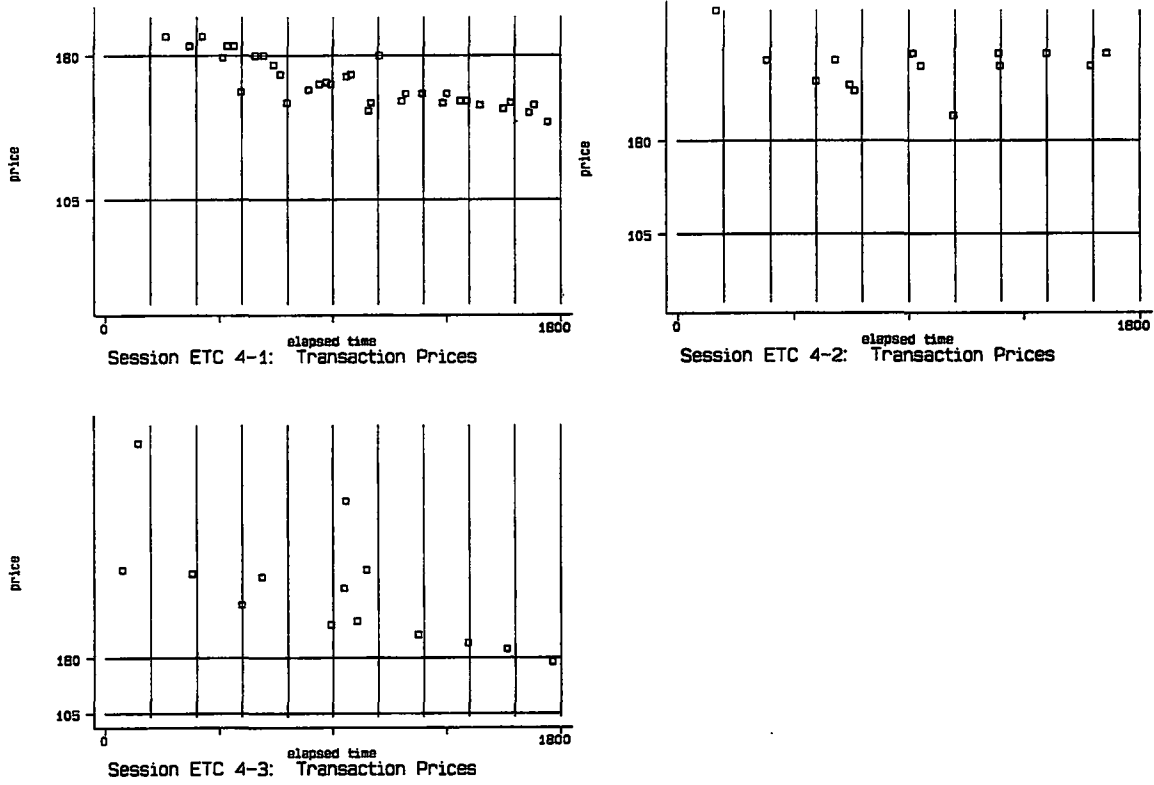 price
180
105
0
1800
elapsed time
Session ETC 4-1: Transaction Prices
price
180
105
0
1800
elapsed time
Session ETC 4-2: Transaction Prices
price
180
105
0
1800
elapsed time
Session ETC 4-3: Transaction Prices